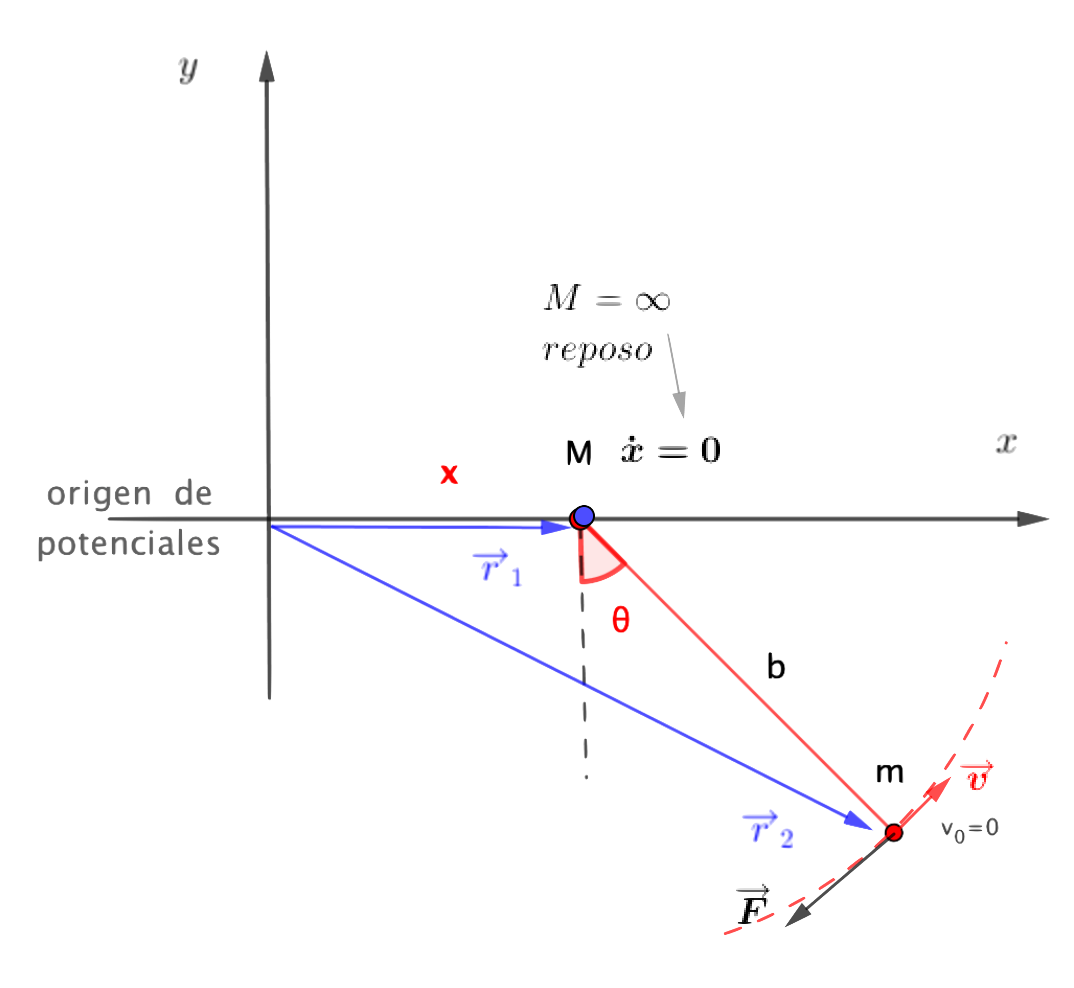 y
M = ∞
reposo
M ẋ = 0
x
x
origen de
potenciales
r⃗₁
θ
b
m
v⃗
r⃗₂
v₀=0
F⃗